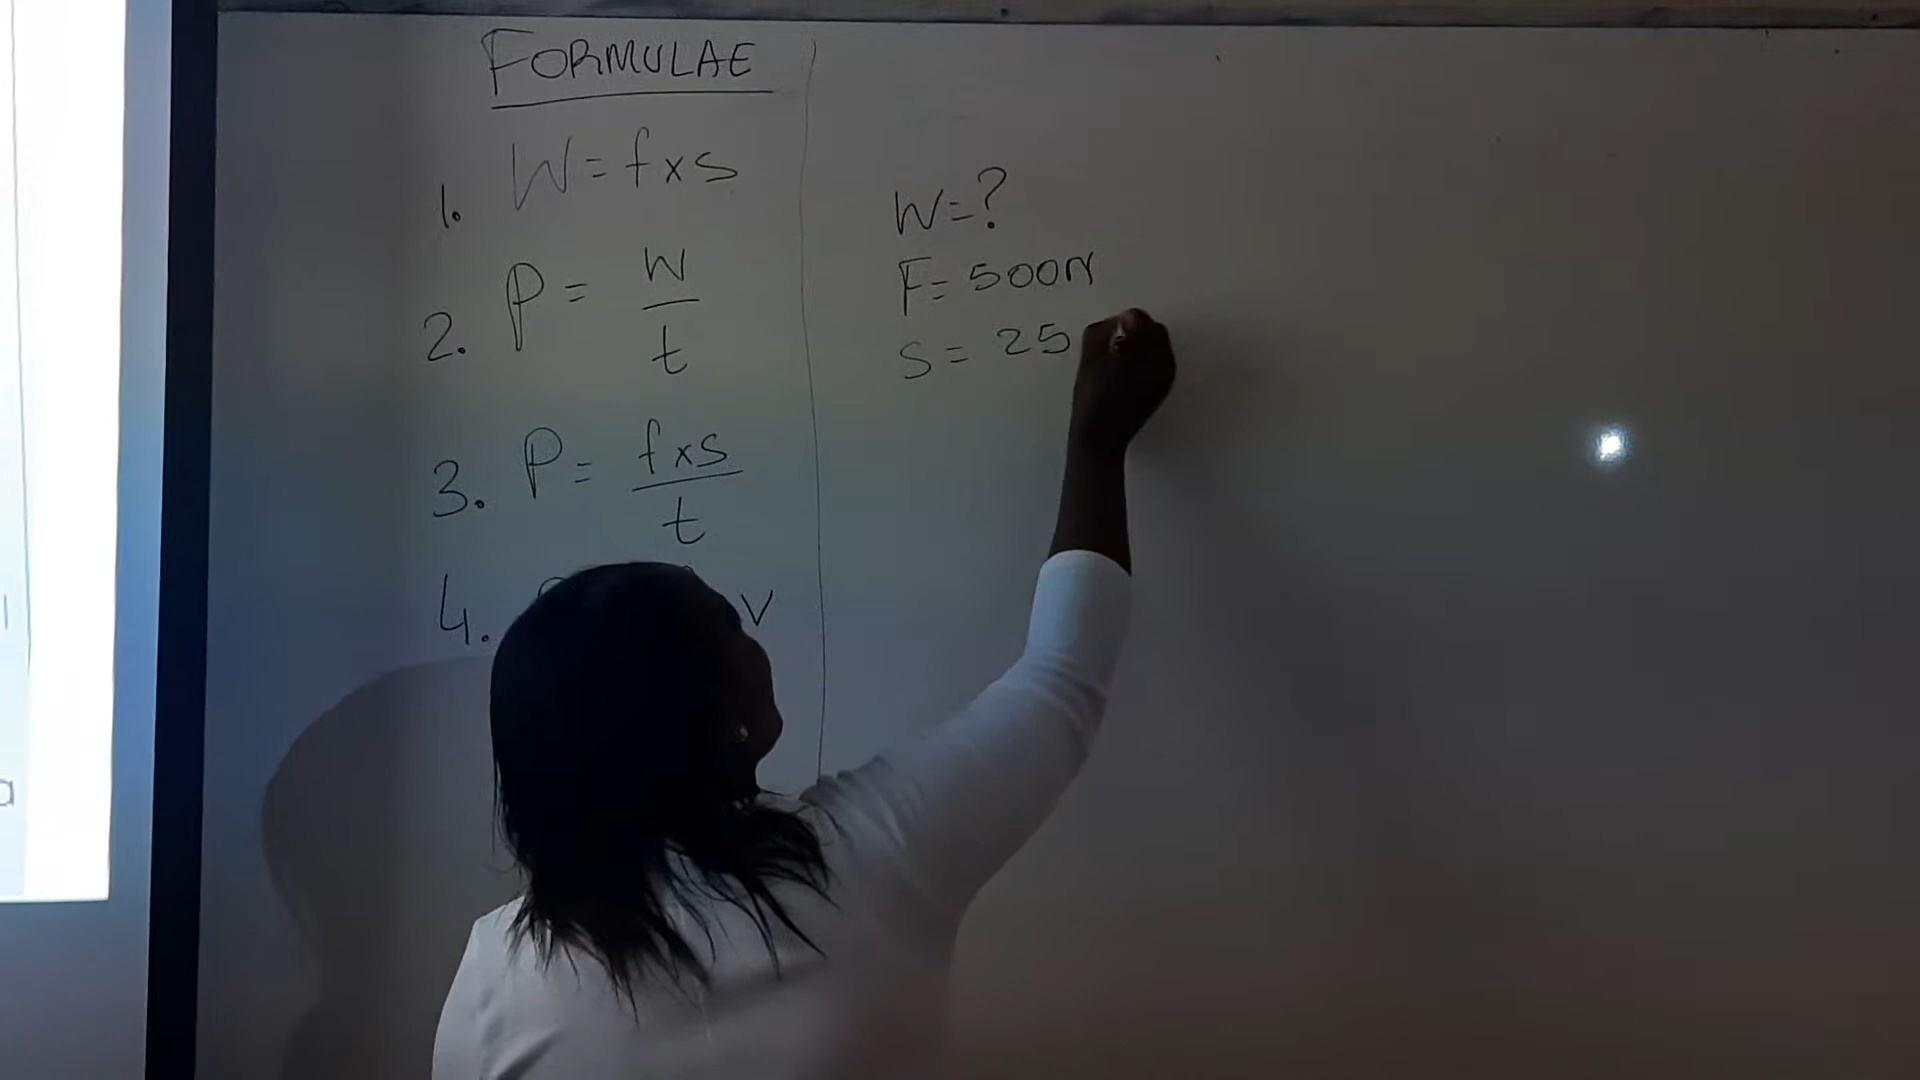 FORMULAE
1. W = f x s
2. P = W
t
3. P = f x s
t
4. v
W = ?
F = 500N
S = 25